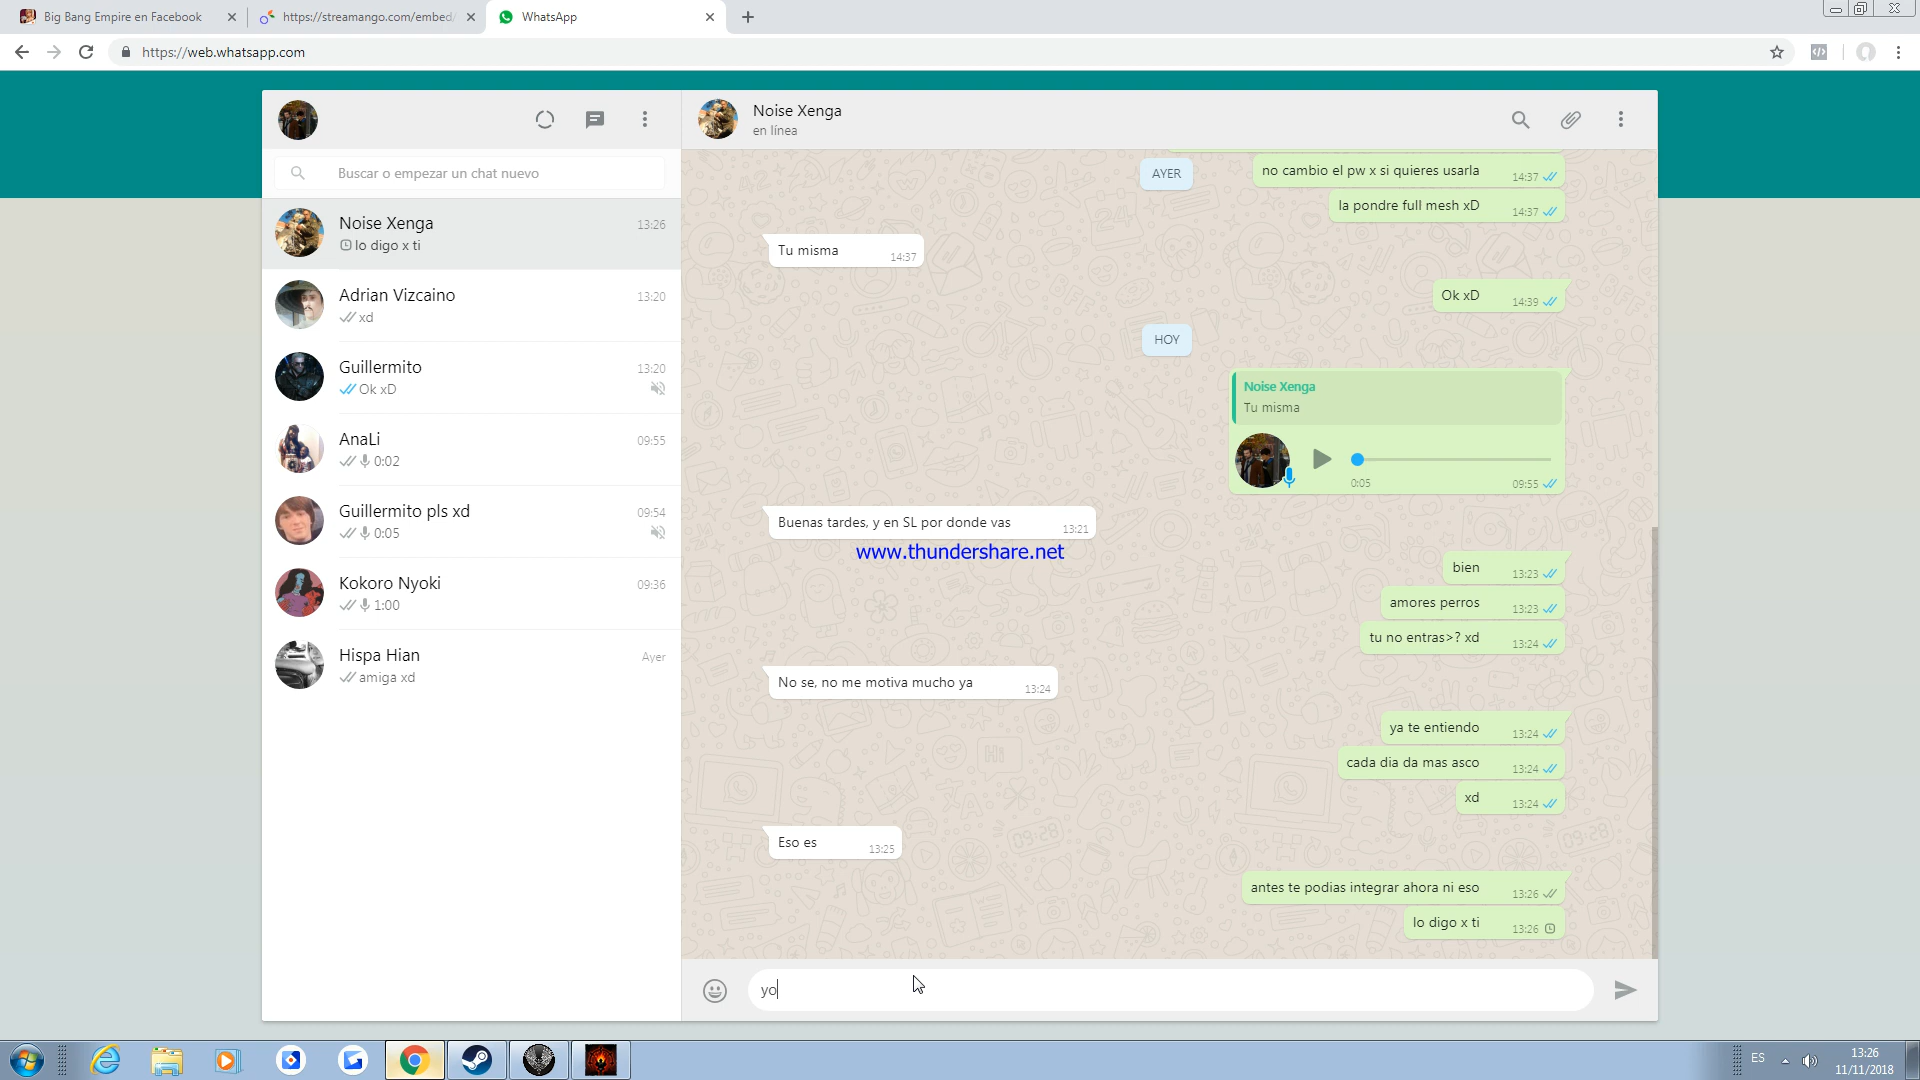 Big Bang Empire en Facebook
https://streamango.com/embed/
WhatsApp
https://web.whatsapp.com
Noise Xenga
en línea
Buscar o empezar un chat nuevo
Noise Xenga 13:26
lo digo x ti
Adrian Vizcaino 13:20
xd
Guillermito 13:20
Ok xD
AnaLi 09:55
0:02
Guillermito pls xd 09:54
0:05
Kokoro Nyoki 09:36
1:00
Hispa Hian Ayer
amiga xd
AYER
no cambio el pw x si quieres usarla 14:37
la pondre full mesh xD 14:37
Tu misma 14:37
Ok xD 14:39
HOY
Noise Xenga
Tu misma
0:05 09:55
Buenas tardes, y en SL por donde vas 13:21
www.thundershare.net
bien 13:23
amores perros 13:23
tu no entras>? xd 13:24
No se, no me motiva mucho ya 13:24
ya te entiendo 13:24
cada dia da mas asco 13:24
xd 13:24
Eso es 13:25
antes te podias integrar ahora ni eso 13:26
lo digo x ti 13:26
yo
ES
13:26
11/11/2018